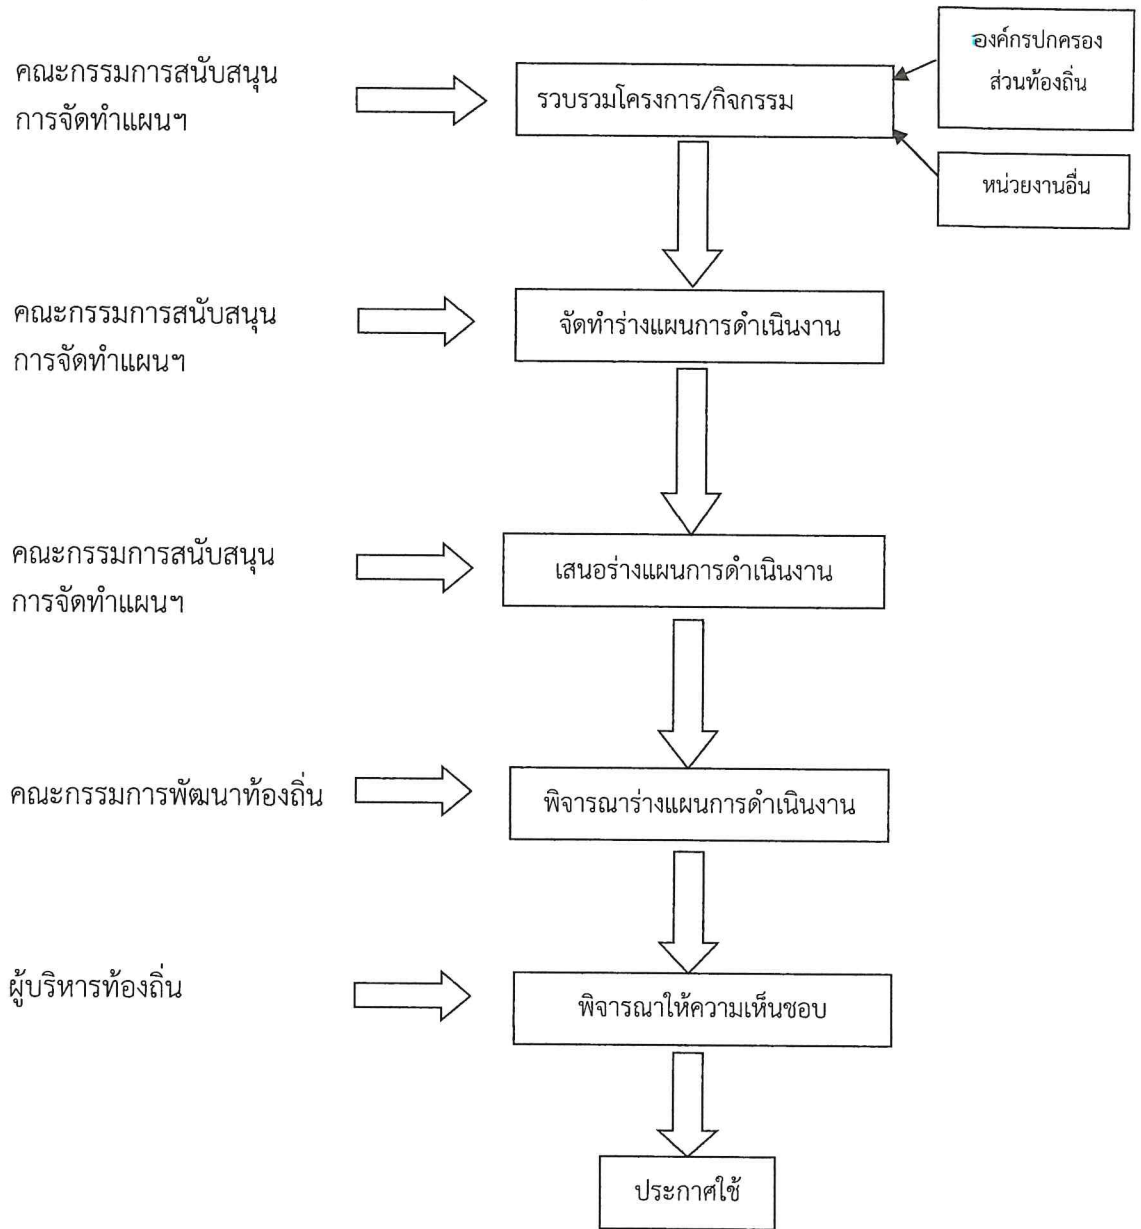 องค์กรปกครอง
ส่วนท้องถิ่น
คณะกรรมการสนับสนุน
การจัดทำแผนฯ
รวบรวมโครงการ/กิจกรรม
หน่วยงานอื่น
คณะกรรมการสนับสนุน
การจัดทำแผนฯ
จัดทำร่างแผนการดำเนินงาน
คณะกรรมการสนับสนุน
การจัดทำแผนฯ
เสนอร่างแผนการดำเนินงาน
คณะกรรมการพัฒนาท้องถิ่น
พิจารณาร่างแผนการดำเนินงาน
ผู้บริหารท้องถิ่น
พิจารณาให้ความเห็นชอบ
ประกาศใช้